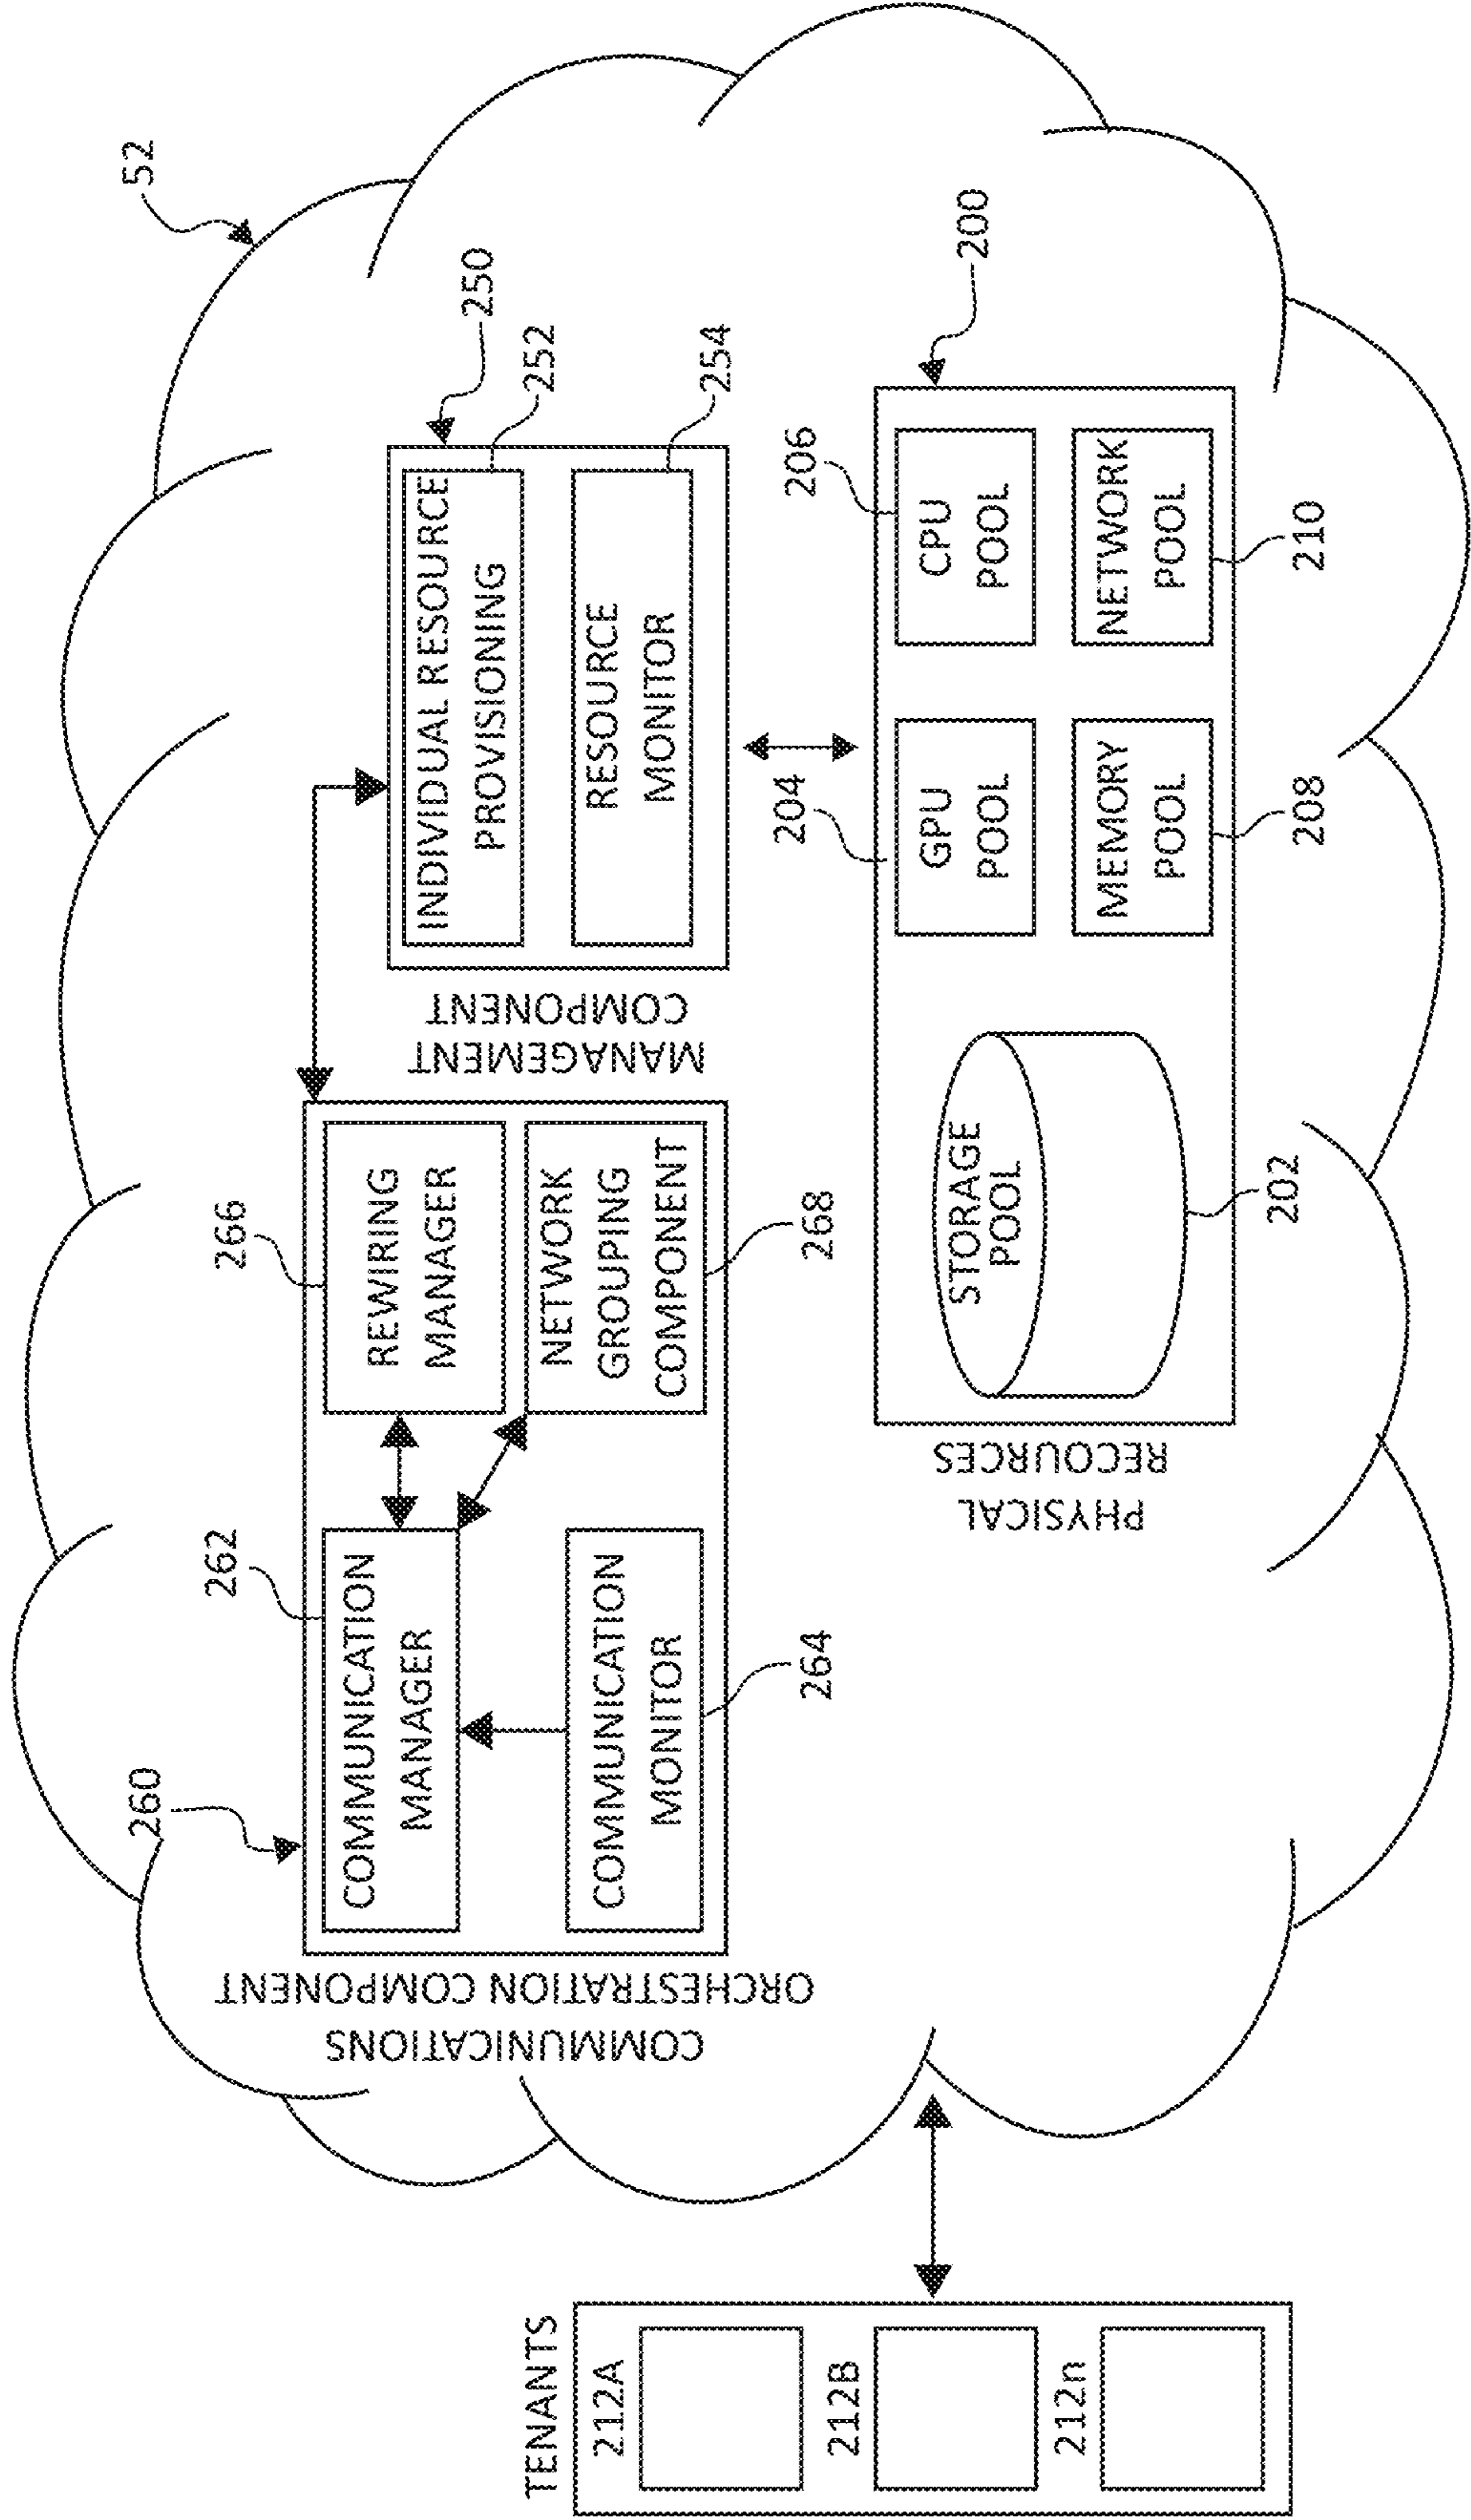 52
TENANTS
212A
212B
212n
COMMUNICATIONS
ORCHESTRATION COMPONENT
260
262
COMMUNICATION
MANAGER
COMMUNICATION
MONITOR
264
266
REWIRING
MANAGER
NETWORK
GROUPING
COMPONENT
268
MANAGEMENT
COMPONENT
250
INDIVIDUAL RESOURCE
PROVISIONING
252
RESOURCE
MONITOR
254
PHYSICAL
RECOURCES
200
STORAGE
POOL
202
204
GPU
POOL
206
CPU
POOL
MEMORY
POOL
208
NETWORK
POOL
210